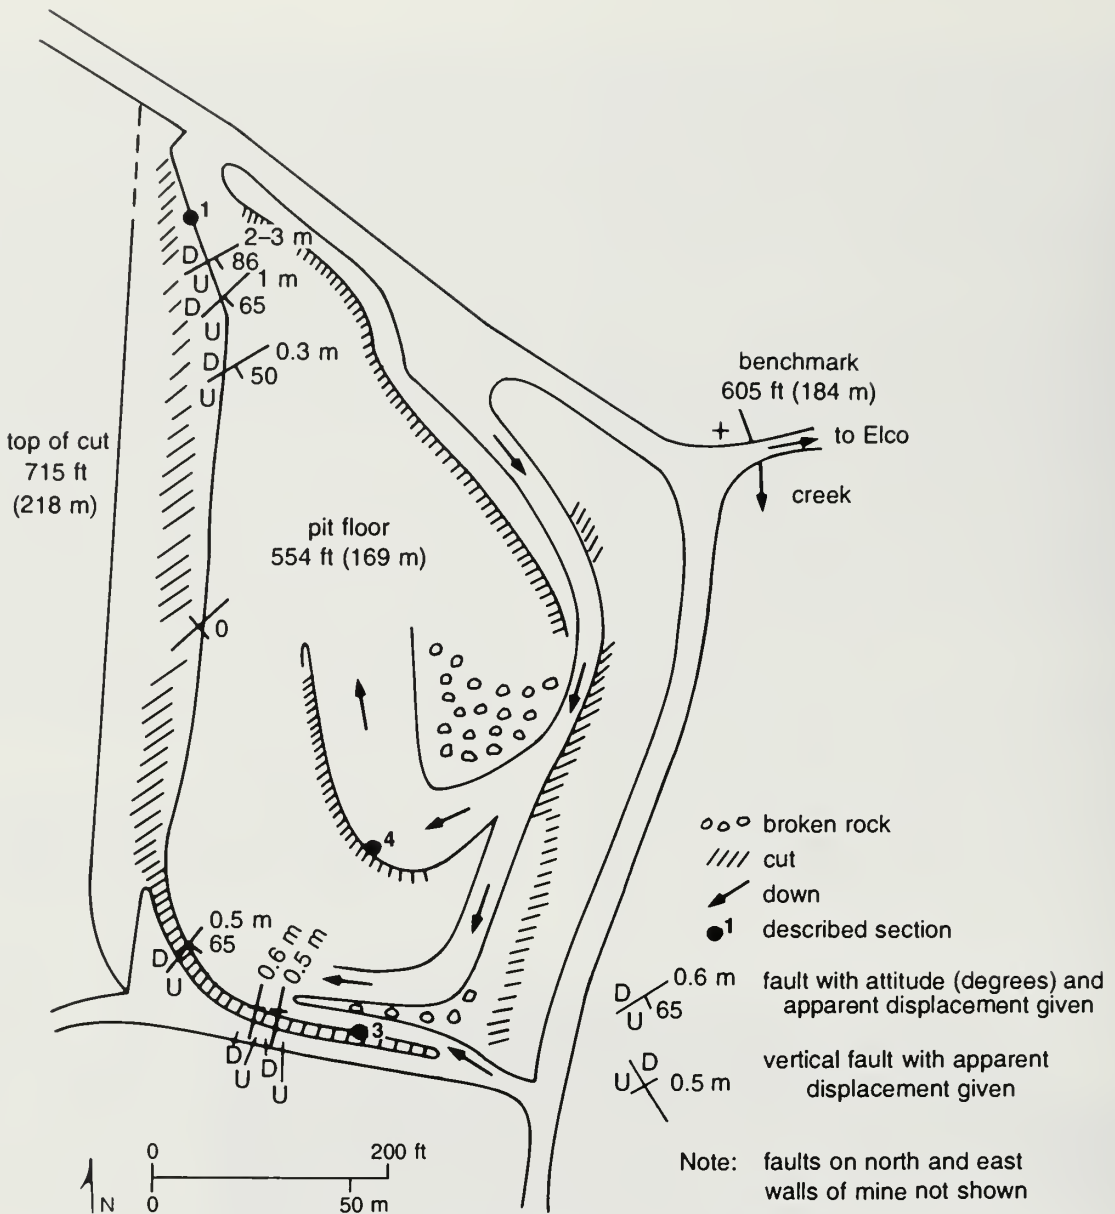 1
2–3 m
D
86
U
1 m
D
65
U
D
0.3 m
50
U
benchmark
605 ft (184 m)
+
to Elco
creek
top of cut
715 ft
(218 m)
pit floor
554 ft (169 m)
0
4
0.5 m
65
D
U
0.6 m
0.5 m
3
D
U
D
U
broken rock
cut
down
1 described section
D
0.6 m
65
U
fault with attitude (degrees) and
apparent displacement given
D
U
0.5 m
vertical fault with apparent
displacement given
Note: faults on north and east
walls of mine not shown
0 200 ft
N
0 50 m